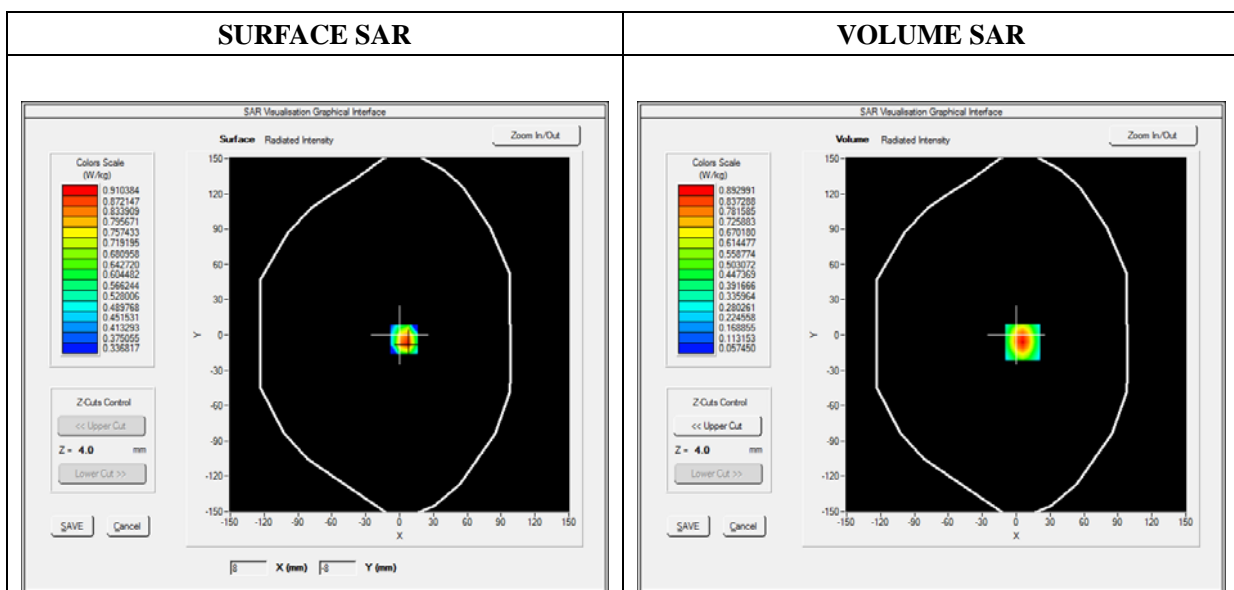 SURFACE SAR
VOLUME SAR
SAR Visualisation Graphical Interface
Surface Radiated Intensity
Zoom In/Out
Colors Scale
(W/kg)
0.910384
0.872147
0.833909
0.795671
0.757433
0.719195
0.680958
0.642720
0.604482
0.566244
0.528006
0.489768
0.451531
0.413293
0.375055
0.336817
150
120
90
60
30
0
-30
-60
-90
-120
-150
Y
-150 -120 -90 -60 -30 0 30 60 90 120 150
X
Z-Cuts Control
<< Upper Cut
Z = 4.0 mm
Lower Cut >>
SAVE Cancel
8 X (mm) -8 Y (mm)
SAR Visualisation Graphical Interface
Volume Radiated Intensity
Zoom In/Out
Colors Scale
(W/kg)
0.892991
0.837288
0.781585
0.725883
0.670180
0.614477
0.558774
0.503072
0.447369
0.391666
0.335964
0.280261
0.224558
0.168855
0.113153
0.057450
150
120
90
60
30
0
-30
-60
-90
-120
-150
Y
-150 -120 -90 -60 -30 0 30 60 90 120 150
X
Z-Cuts Control
<< Upper Cut
Z = 4.0 mm
Lower Cut >>
SAVE Cancel